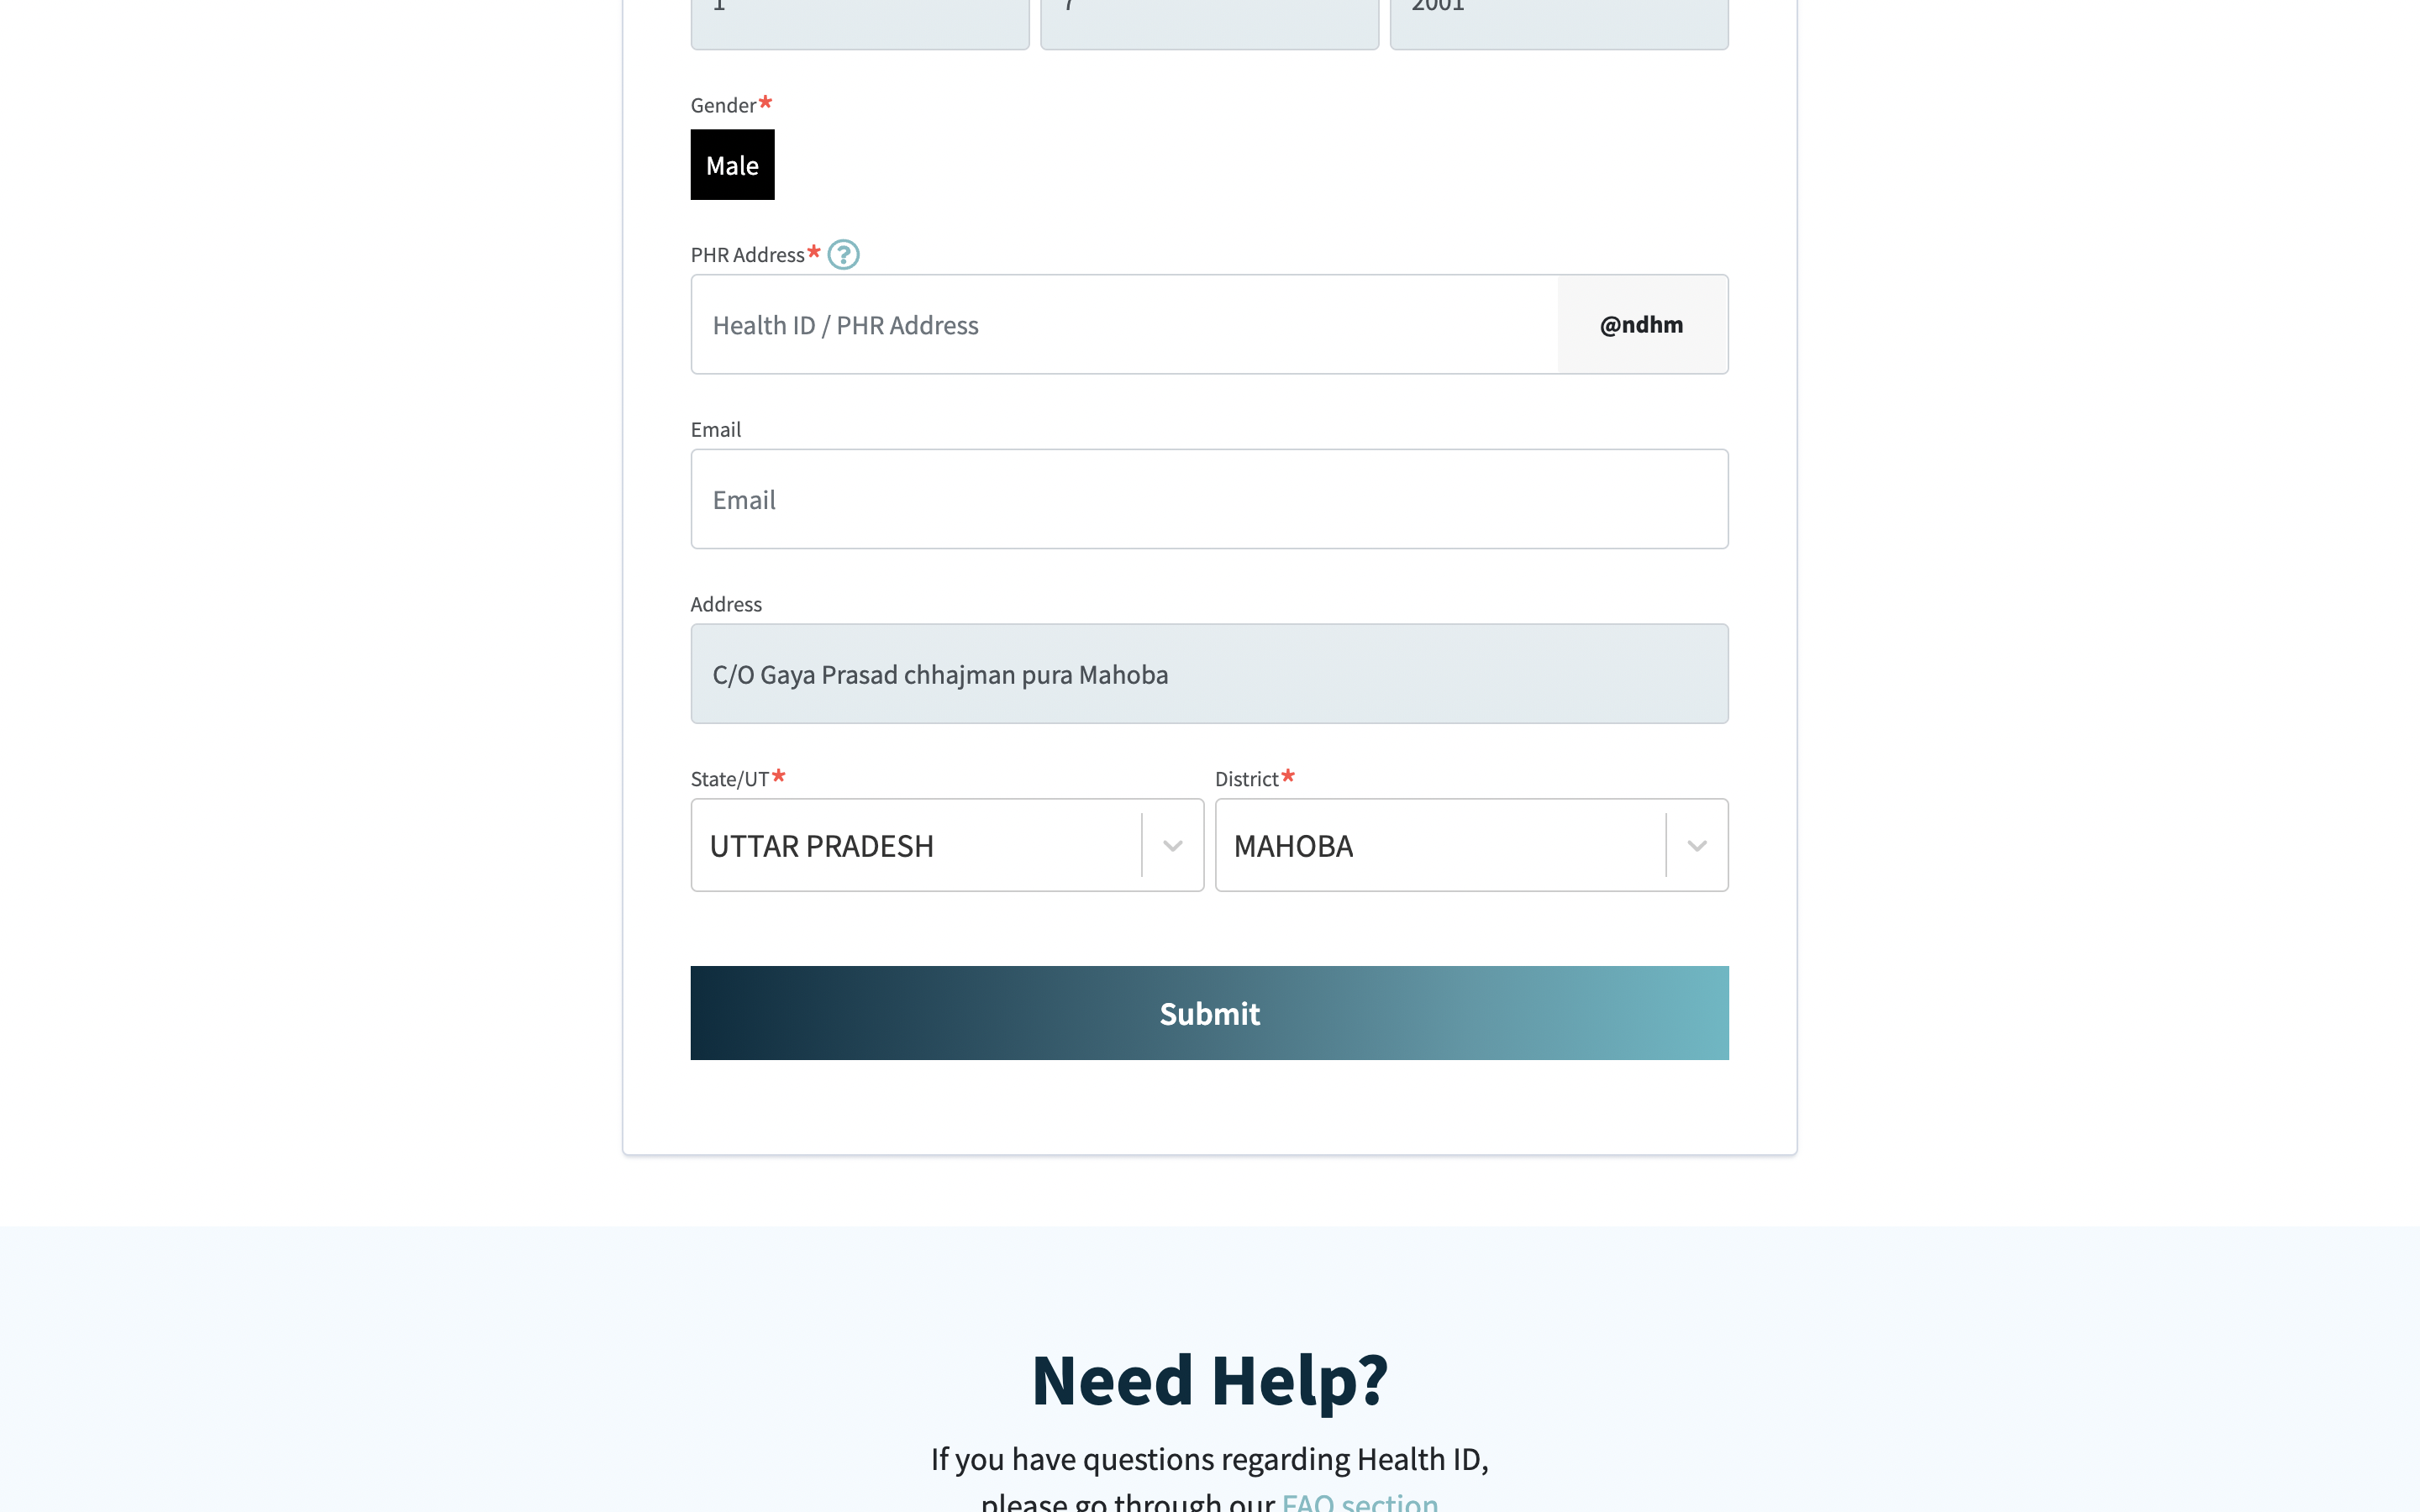 1 7 2001
Gender*
Male
PHR Address* ?
Health ID / PHR Address @ndhm
Email
Email
Address
C/O Gaya Prasad chhajman pura Mahoba
State/UT* District*
UTTAR PRADESH MAHOBA
Submit
Need Help?
If you have questions regarding Health ID,
please go through our FAQ section